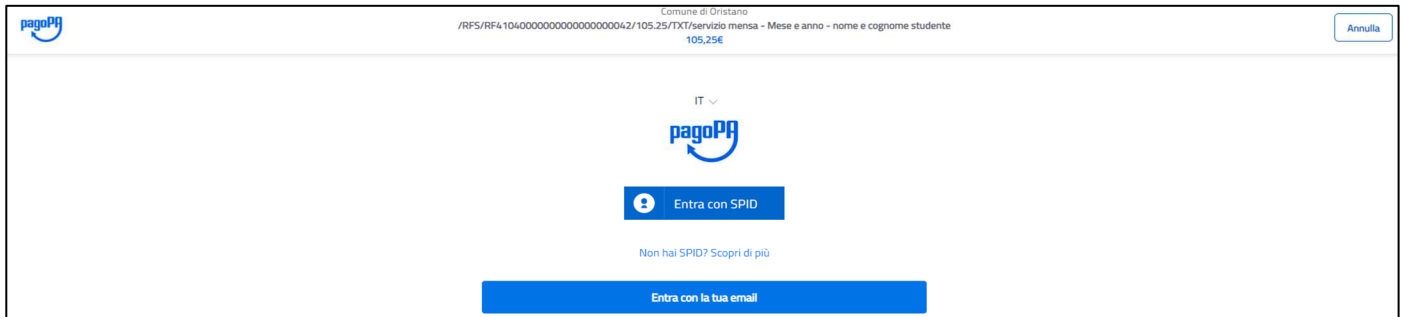 Comune di Oristano
pagoPA
/RFS/RF41040000000000000000042/105.25/TXT/servizio mensa - Mese e anno - nome e cognome studente
Annulla
105,25€
IT
pagoPA
Entra con SPID
Non hai SPID? Scopri di più
Entra con la tua email